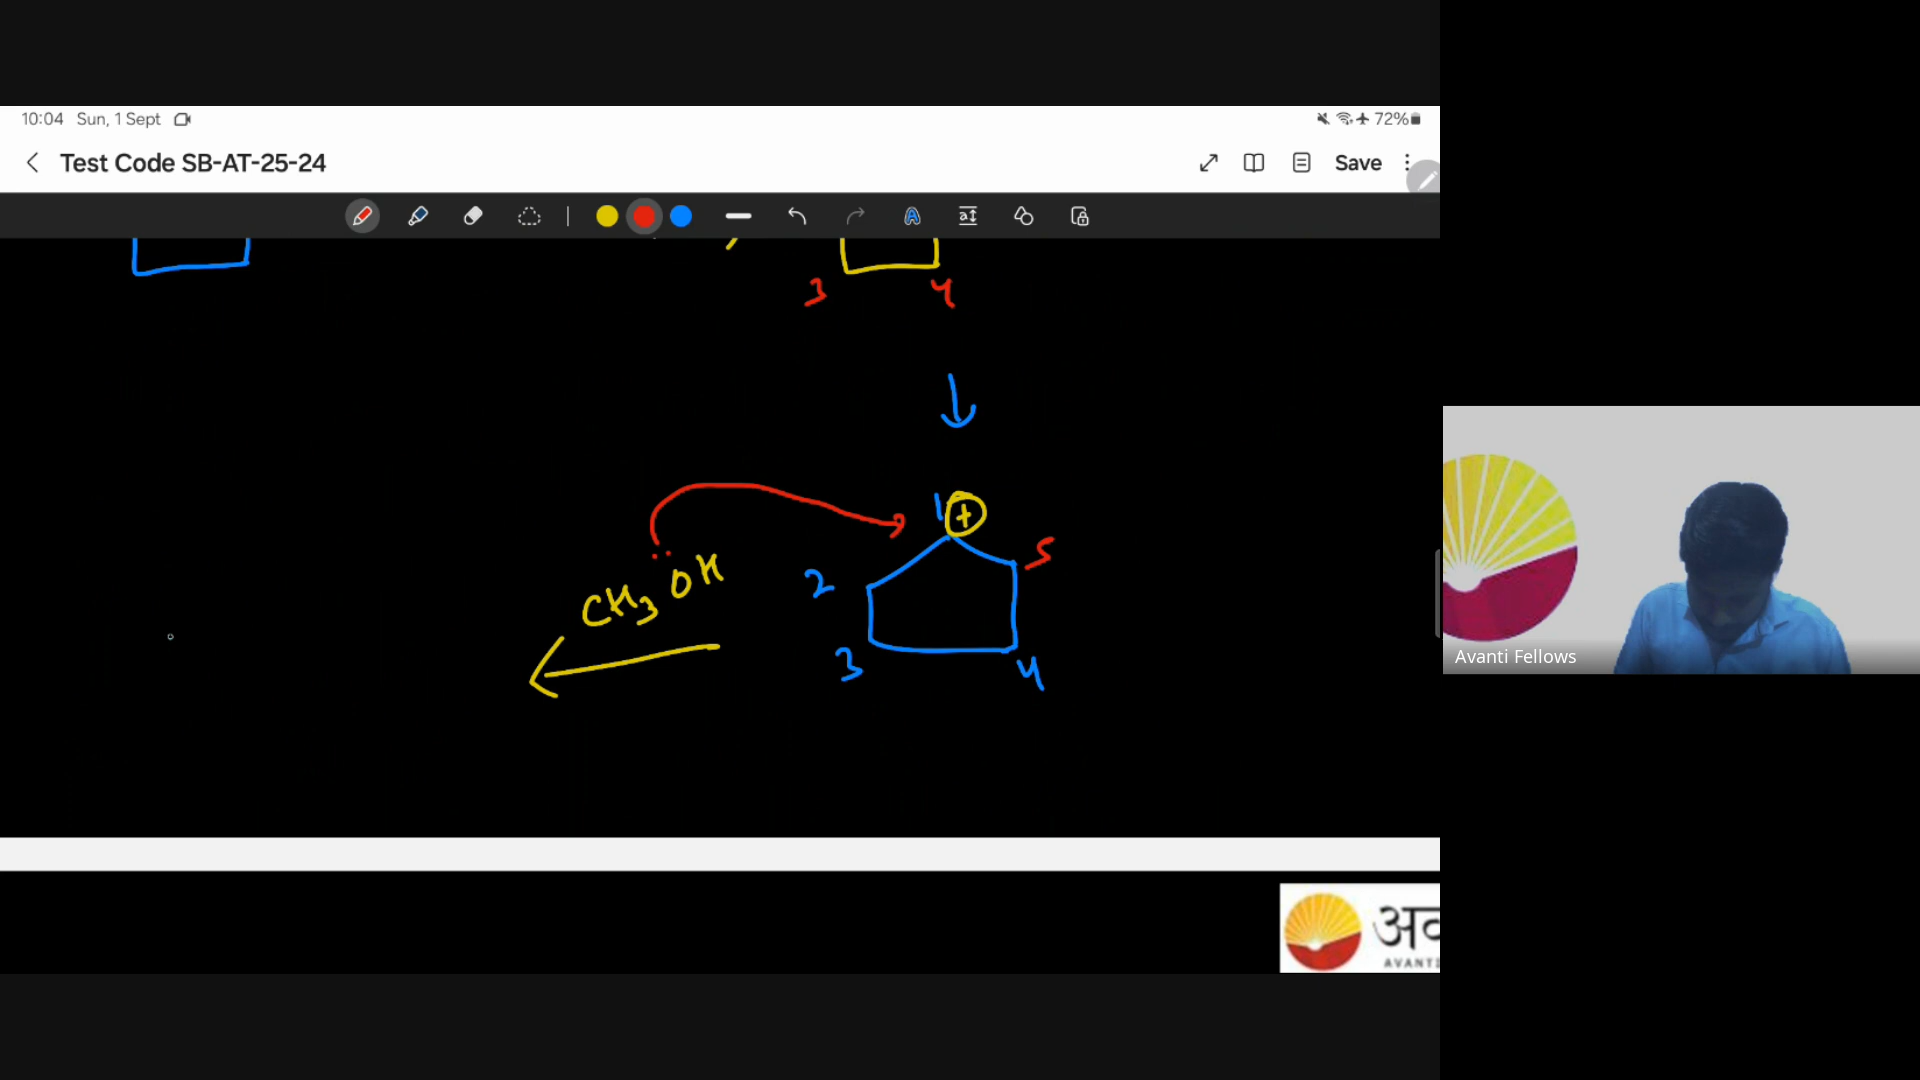 10:04 Sun, 1 Sept 72%
Test Code SB-AT-25-24 Save
A a
3 4
1 +
5
CH3 OH 2
3 4
Avanti Fellows
AVANTI